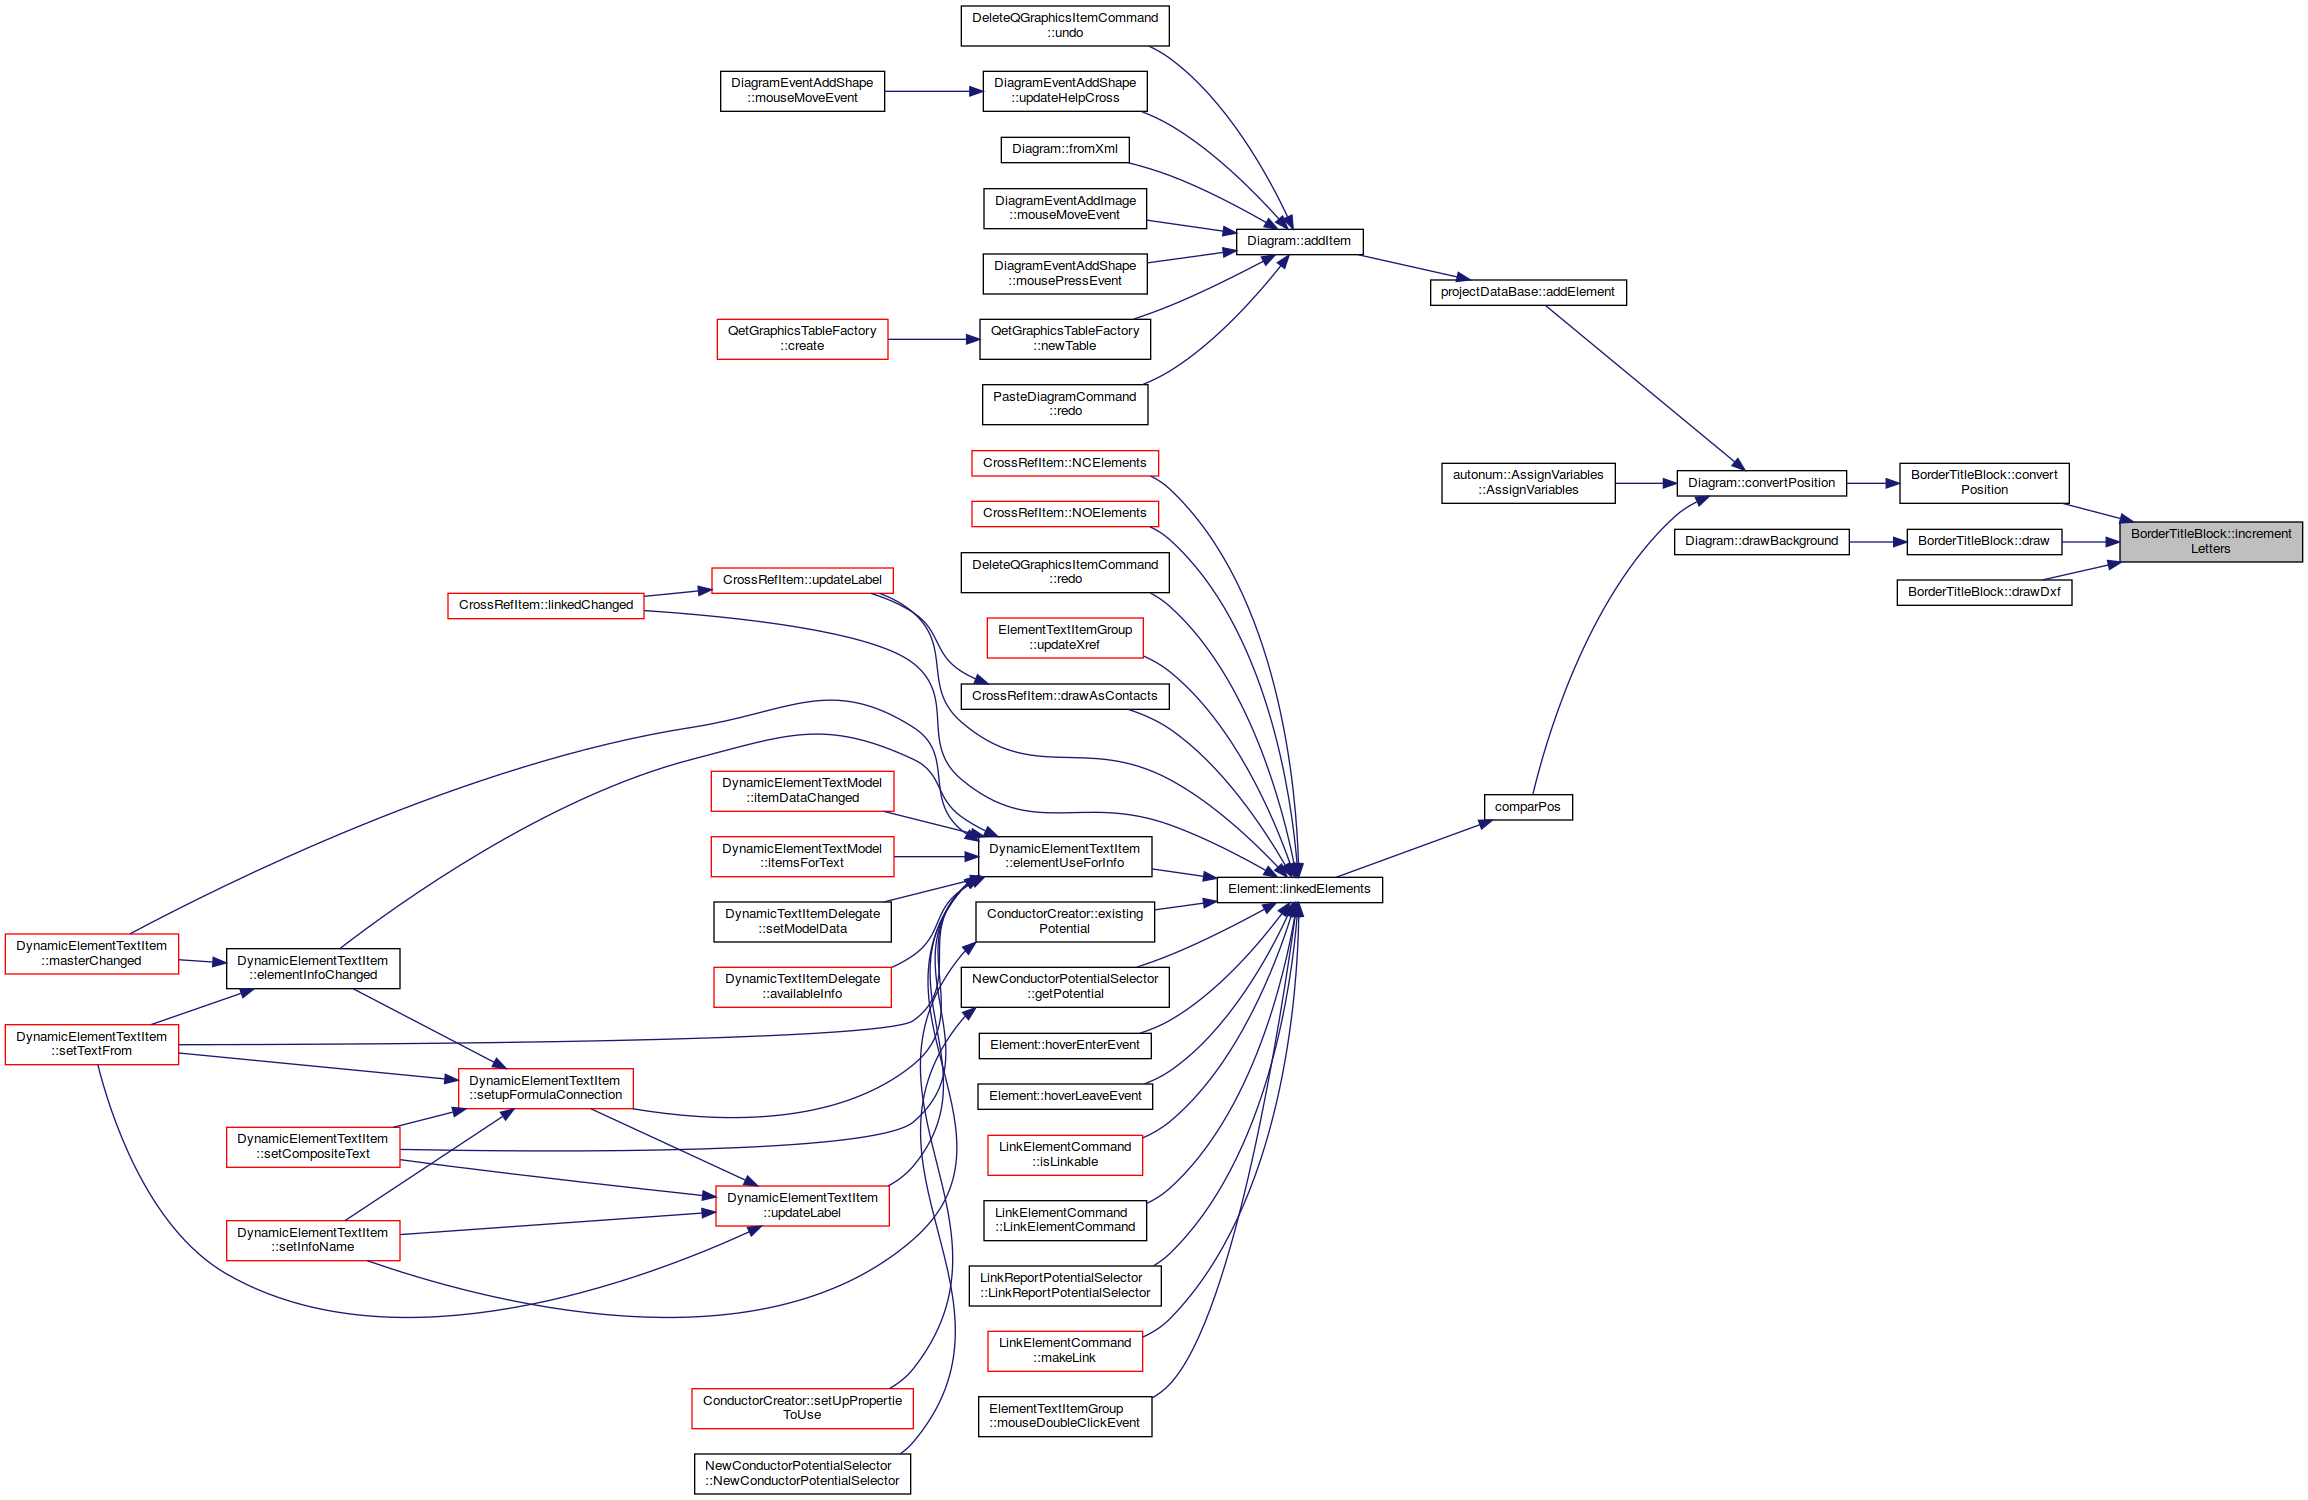 DeleteQGraphicsItemCommand
::undo
DiagramEventAddShape
::mouseMoveEvent
DiagramEventAddShape
::updateHelpCross
Diagram::fromXml
DiagramEventAddImage
::mouseMoveEvent
Diagram::addItem
DiagramEventAddShape
::mousePressEvent
projectDataBase::addElement
QetGraphicsTableFactory
::create
QetGraphicsTableFactory
::newTable
PasteDiagramCommand
::redo
CrossRefItem::NCElements
autonum::AssignVariables
::AssignVariables
Diagram::convertPosition
BorderTitleBlock::convert
Position
CrossRefItem::NOElements
Diagram::drawBackground
BorderTitleBlock::draw
BorderTitleBlock::increment
Letters
BorderTitleBlock::drawDxf
DeleteQGraphicsItemCommand
::redo
CrossRefItem::updateLabel
CrossRefItem::linkedChanged
ElementTextItemGroup
::updateXref
CrossRefItem::drawAsContacts
DynamicElementTextModel
::itemDataChanged
comparPos
DynamicElementTextModel
::itemsForText
DynamicElementTextItem
::elementUseForInfo
Element::linkedElements
DynamicTextItemDelegate
::setModelData
ConductorCreator::existing
Potential
DynamicElementTextItem
::masterChanged
DynamicElementTextItem
::elementInfoChanged
DynamicTextItemDelegate
::availableInfo
NewConductorPotentialSelector
::getPotential
DynamicElementTextItem
::setTextFrom
Element::hoverEnterEvent
DynamicElementTextItem
::setupFormulaConnection
Element::hoverLeaveEvent
DynamicElementTextItem
::setCompositeText
LinkElementCommand
::isLinkable
DynamicElementTextItem
::updateLabel
LinkElementCommand
::LinkElementCommand
DynamicElementTextItem
::setInfoName
LinkReportPotentialSelector
::LinkReportPotentialSelector
LinkElementCommand
::makeLink
ConductorCreator::setUpPropertie
ToUse
ElementTextItemGroup
::mouseDoubleClickEvent
NewConductorPotentialSelector
::NewConductorPotentialSelector